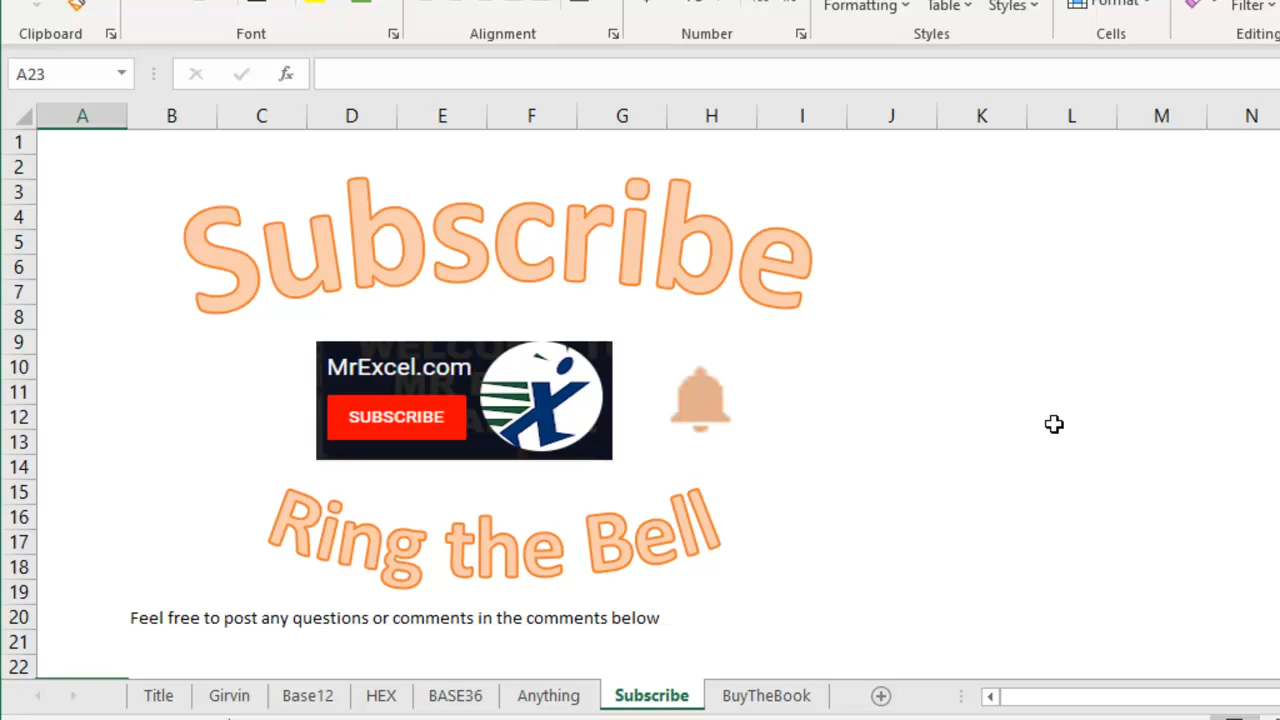 Formatting Table Styles Format Filter
Clipboard Font Alignment Number Styles Cells Editing
A23 fx
A B C D E F G H I J K L M N
1
2
3
4
5
6
7
8
9
10
11
12
13
14
15
16
17
18
19
20
21
22
Subscribe
MrExcel.com
SUBSCRIBE
Ring the Bell
Feel free to post any questions or comments in the comments below
Title Girvin Base12 HEX BASE36 Anything Subscribe BuyTheBook